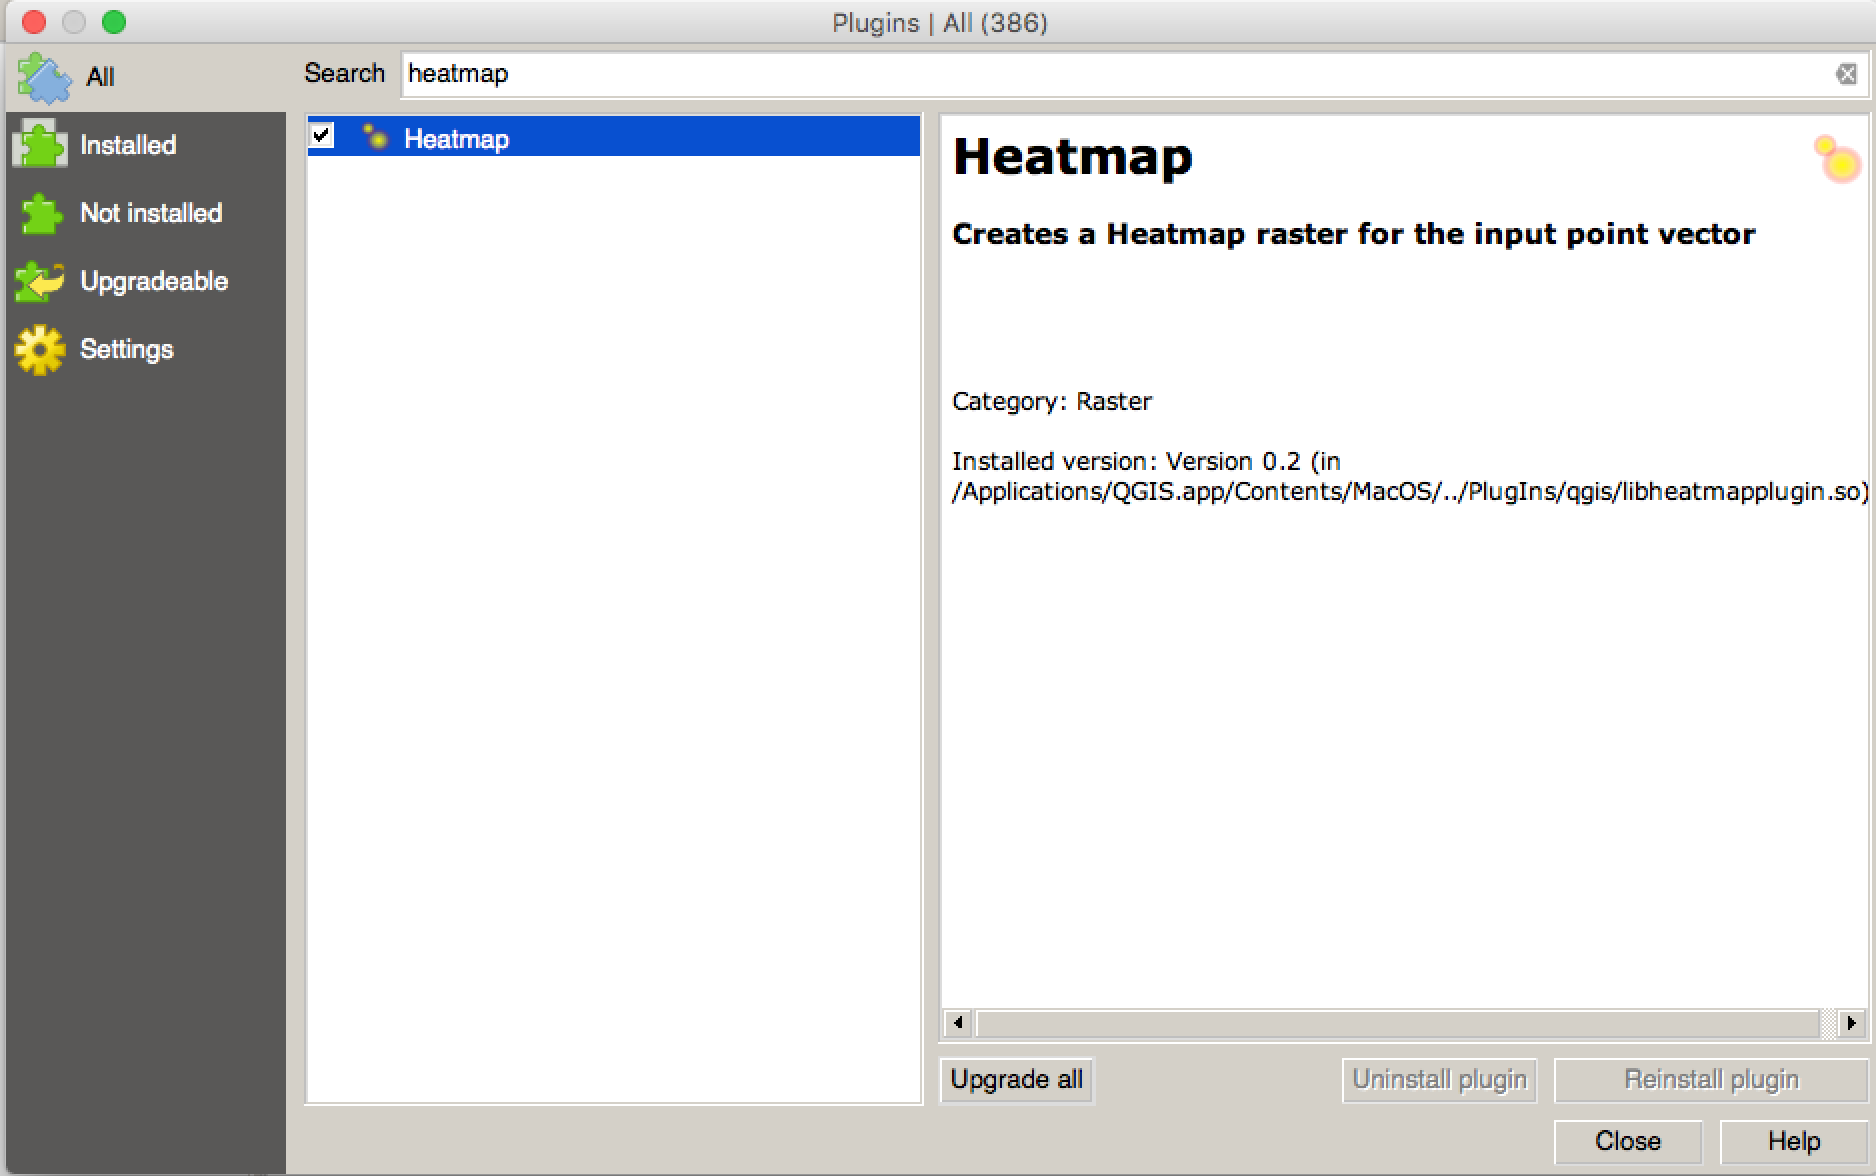 Plugins | All (386)
All
Search heatmap
Installed
Not installed
Upgradeable
Settings
Heatmap
Heatmap
Creates a Heatmap raster for the input point vector
Category: Raster
Installed version: Version 0.2 (in
/Applications/QGIS.app/Contents/MacOS/../PlugIns/qgis/libheatmapplugin.so)
Upgrade all
Uninstall plugin
Reinstall plugin
Close
Help